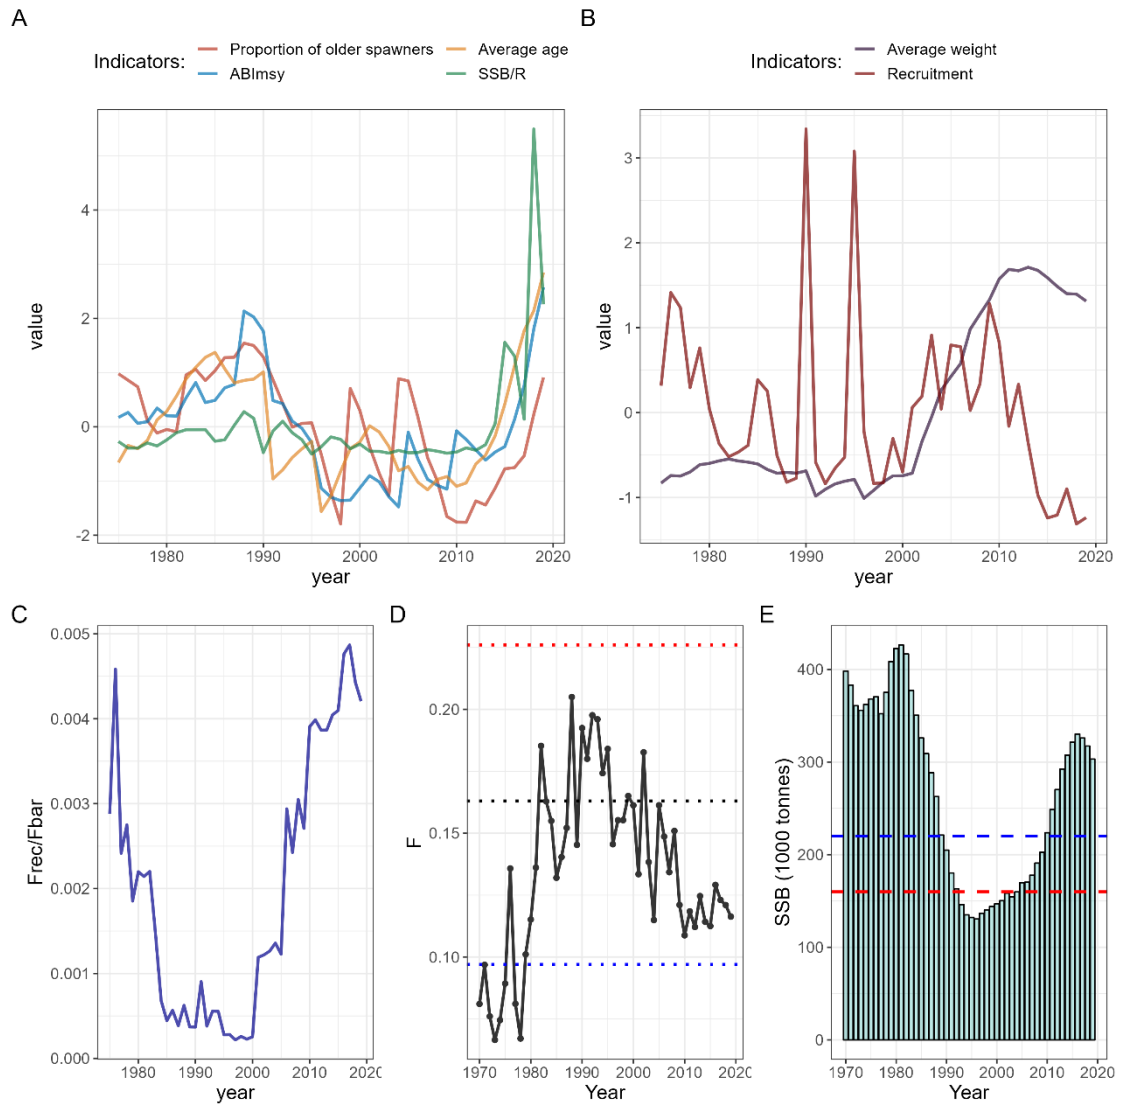 A
B
Indicators:
Proportion of older spawners
Average age
ABImsy
SSB/R
Indicators:
Average weight
Recruitment
value
4
2
0
-2
1980
1990
2000
2010
2020
year
value
3
2
1
0
-1
1980
1990
2000
2010
2020
year
C
D
E
Frec/Fbar
0.005
0.004
0.003
0.002
0.001
0.000
1980
1990
2000
2010
202
year
F
0.20
0.15
0.10
1970
1980
1990
2000
2010
202
Year
SSB (1000 tonnes)
400
300
200
100
0
1970
1980
1990
2000
2010
2020
Year